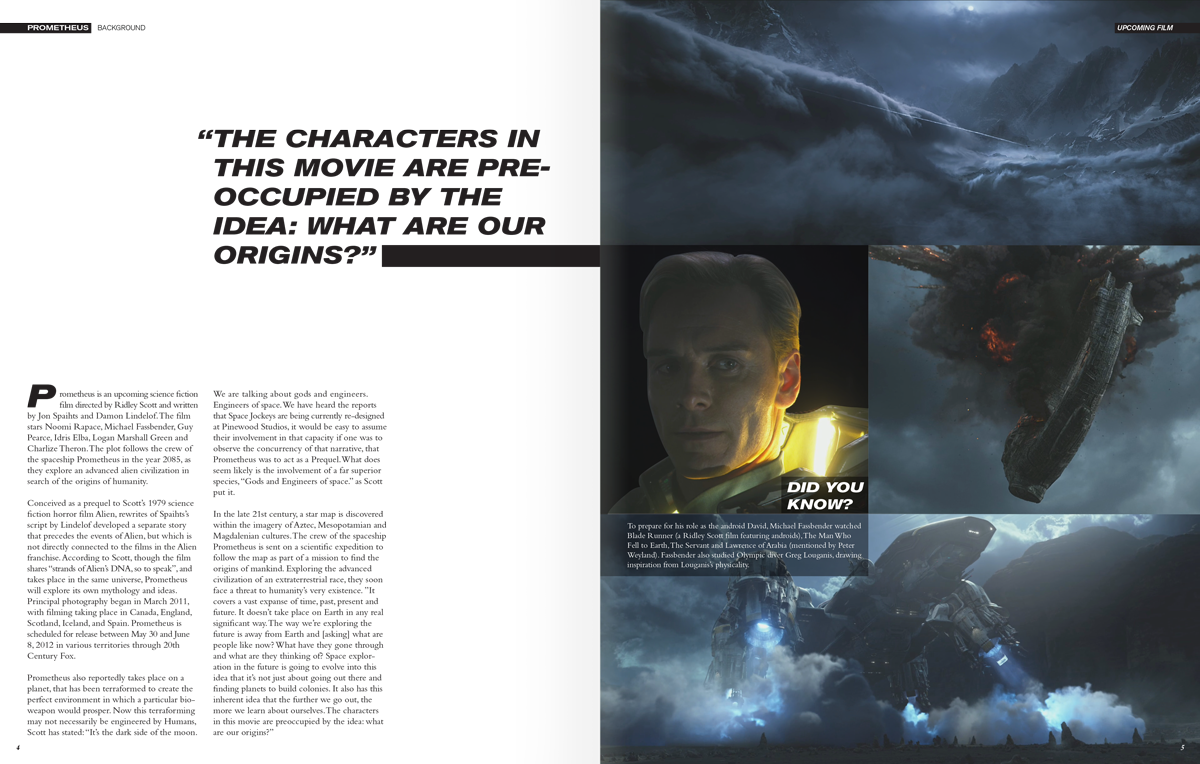 PROMETHEUS BACKGROUND
UPCOMING FILM
“THE CHARACTERS IN
THIS MOVIE ARE PRE-
OCCUPIED BY THE
IDEA: WHAT ARE OUR
ORIGINS?”
Prometheus is an upcoming science fiction
film directed by Ridley Scott and written
by Jon Spaihts and Damon Lindelof. The film
stars Noomi Rapace, Michael Fassbender, Guy
Pearce, Idris Elba, Logan Marshall Green and
Charlize Theron. The plot follows the crew of
the spaceship Prometheus in the year 2085, as
they explore an advanced alien civilization in
search of the origins of humanity.
Conceived as a prequel to Scott’s 1979 science
fiction horror film Alien, rewrites of Spaihts’s
script by Lindelof developed a separate story
that precedes the events of Alien, but which is
not directly connected to the films in the Alien
franchise. According to Scott, though the film
shares “strands of Alien’s DNA, so to speak”, and
takes place in the same universe, Prometheus
will explore its own mythology and ideas.
Principal photography began in March 2011,
with filming taking place in Canada, England,
Scotland, Iceland, and Spain. Prometheus is
scheduled for release between May 30 and June
8, 2012 in various territories through 20th
Century Fox.
Prometheus also reportedly takes place on a
planet, that has been terraformed to create the
perfect environment in which a particular bio-
weapon would prosper. Now this terraforming
may not necessarily be engineered by Humans,
Scott has stated: “It’s the dark side of the moon.
We are talking about gods and engineers.
Engineers of space. We have heard the reports
that Space Jockeys are being currently re-designed
at Pinewood Studios, it would be easy to assume
their involvement in that capacity if one was to
observe the concurrency of that narrative, that
Prometheus was to act as a Prequel. What does
seem likely is the involvement of a far superior
species, “Gods and Engineers of space.” as Scott
put it.
In the late 21st century, a star map is discovered
within the imagery of Aztec, Mesopotamian and
Magdalenian cultures. The crew of the spaceship
Prometheus is sent on a scientific expedition to
follow the map as part of a mission to find the
origins of mankind. Exploring the advanced
civilization of an extraterrestrial race, they soon
face a threat to humanity’s very existence. ”It
covers a vast expanse of time, past, present and
future. It doesn’t take place on Earth in any real
significant way. The way we’re exploring the
future is away from Earth and [asking] what are
people like now? What have they gone through
and what are they thinking of? Space explor-
ation in the future is going to evolve into this
idea that it’s not just about going out there and
finding planets to build colonies. It also has this
inherent idea that the further we go out, the
more we learn about ourselves. The characters
in this movie are preoccupied by the idea: what
are our origins?”
DID YOU
KNOW?
To prepare for his role as the android David, Michael Fassbender watched
Blade Runner (a Ridley Scott film featuring androids), The Man Who
Fell to Earth, The Servant and Lawrence of Arabia (mentioned by Peter
Weyland). Fassbender also studied Olympic diver Greg Louganis, drawing
inspiration from Louganis’s physicality.
4
5